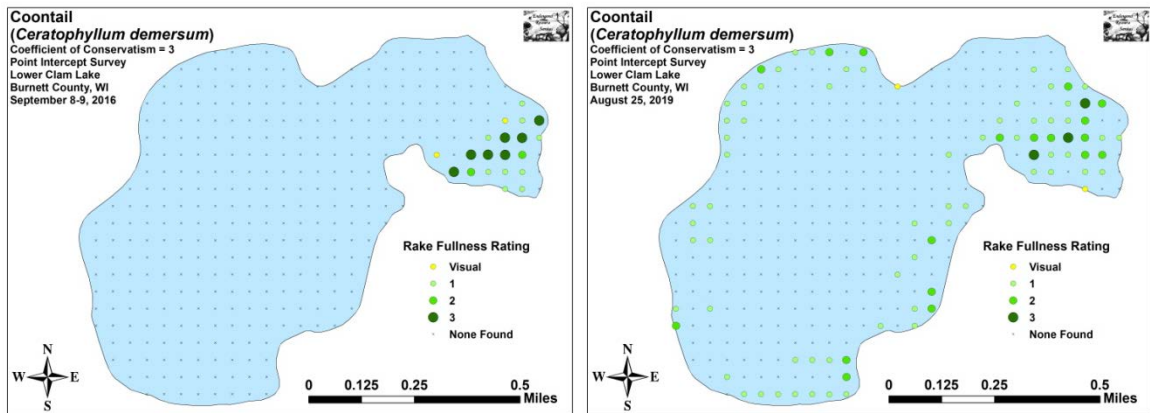 Coontail
(Ceratophyllum demersum)
Coefficient of Conservatism = 3
Point Intercept Survey
Lower Clam Lake
Burnett County, WI
September 8-9, 2016
Rake Fullness Rating
Visual
1
2
3
None Found
N
W E
S
0 0.125 0.25 0.5
Miles
Coontail
(Ceratophyllum demersum)
Coefficient of Conservatism = 3
Point Intercept Survey
Lower Clam Lake
Burnett County, WI
August 25, 2019
Rake Fullness Rating
Visual
1
2
3
None Found
N
W E
S
0 0.125 0.25 0.5
Miles